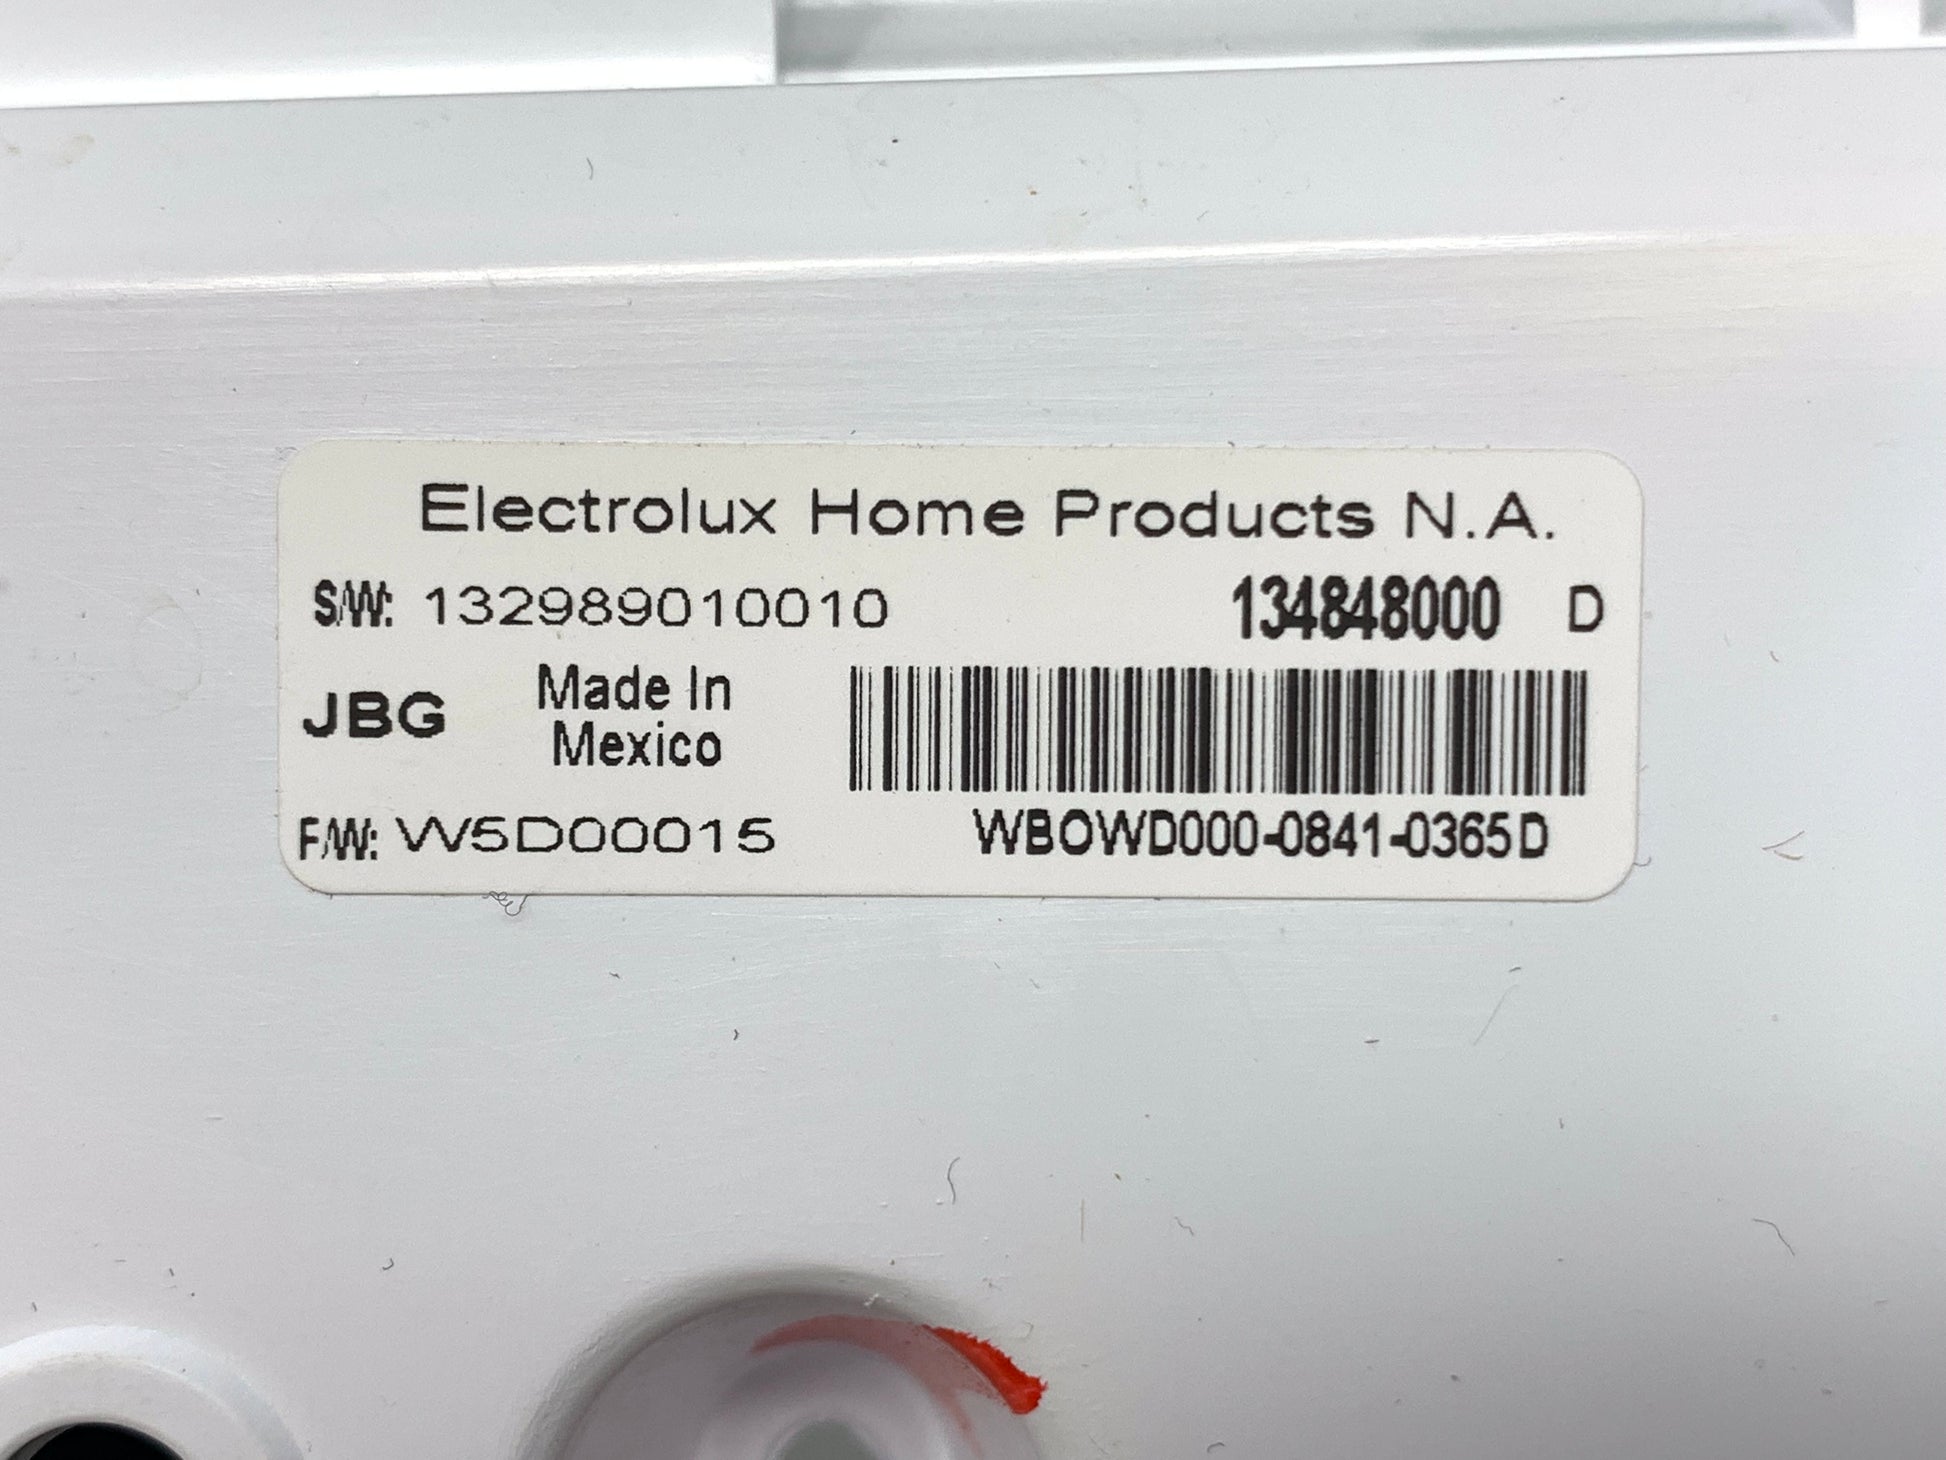 Electrolux Home Products N.A.
S/W: 132989010010 134848000 D
JBG Made In
Mexico
F/W: W5D00015 WBOWD000-0841-0365D